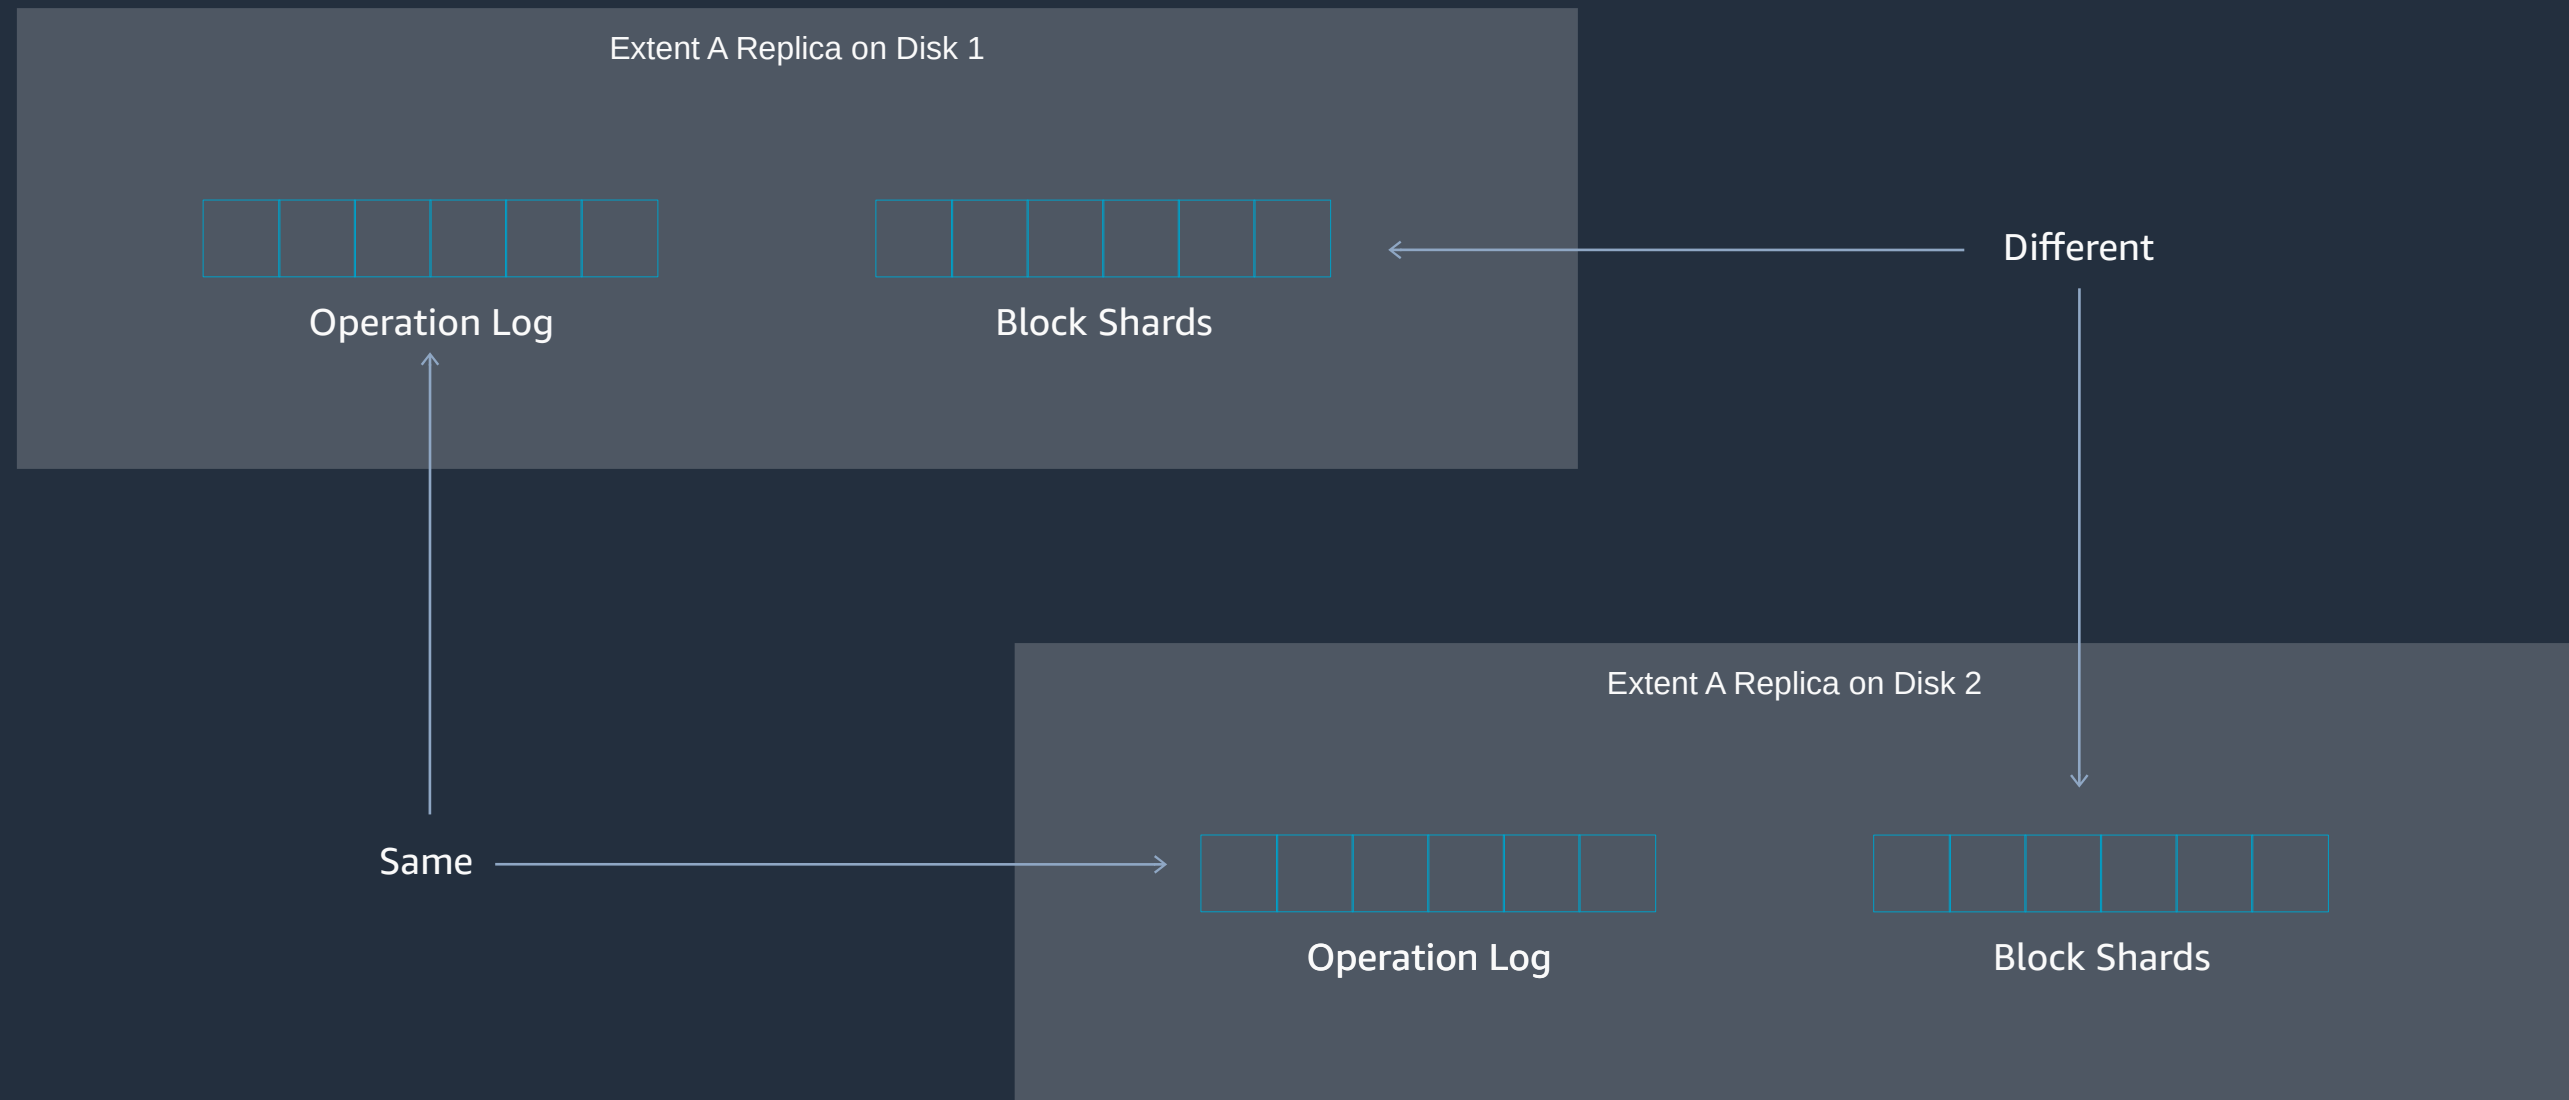 Extent A Replica on Disk 1
Operation Log
Block Shards
Different
Same
Extent A Replica on Disk 2
Operation Log
Block Shards